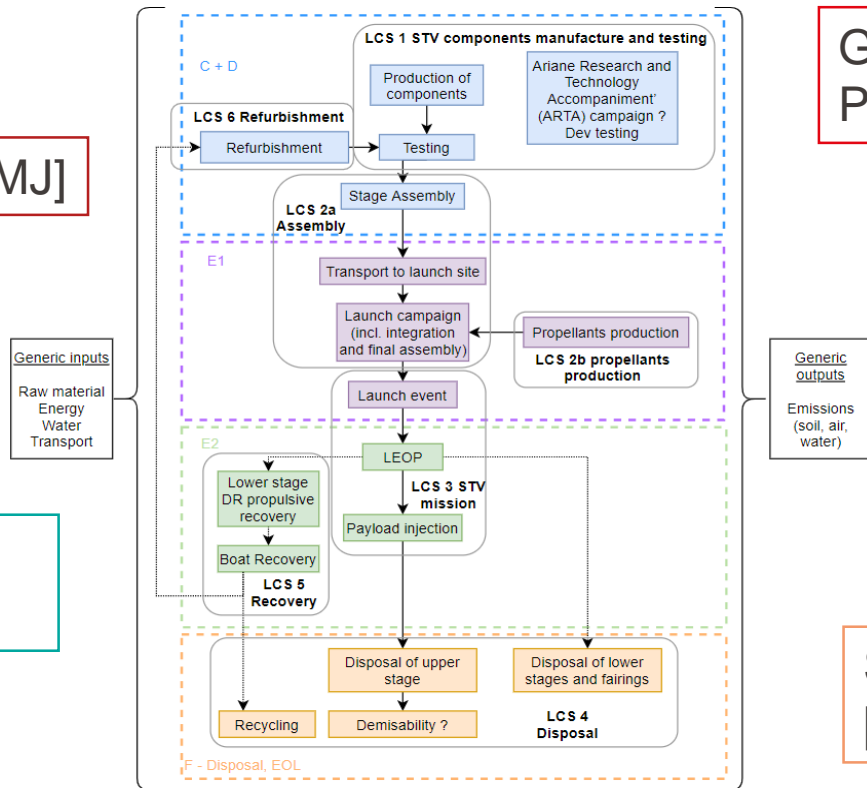 LCS 1 STV components manufacture and testing
C + D
Production of
components
Ariane Research and
Technology
Accompaniment'
(ARTA) campaign ?
Dev testing
LCS 6 Refurbishment
Refurbishment
Testing
MJ]
G
P
Stage Assembly
LCS 2a
Assembly
E1
Transport to launch site
Launch campaign
(incl. integration
and final assembly)
Propellants production
LCS 2b propellants
production
Generic inputs
Raw material
Energy
Water
Transport
Generic
outputs
Emissions
(soil, air,
water)
Launch event
E2
LEOP
Lower stage
DR propulsive
recovery
LCS 3 STV
mission
Payload injection
Boat Recovery
LCS 5
Recovery
Disposal of upper
stage
Disposal of lower
stages and fairings
Recycling
Demisability ?
LCS 4
Disposal
F - Disposal, EOL